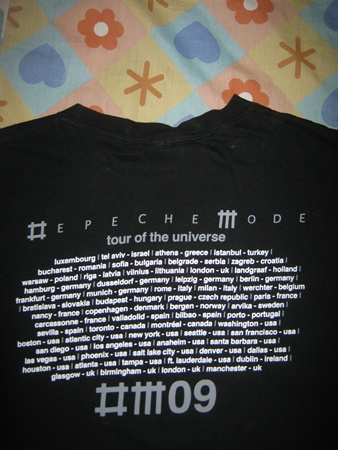 DEPECHE MODE
tour of the universe
luxembourg | tel aviv - israel | athens - greece | istanbul - turkey |
bucharest - romania | sofia - bulgaria | belgrade - serbia | zagreb - croatia |
warsaw - poland | riga - latvia | vilnius - lithuania | london - uk | landgraaf - holland |
hamburg - germany | dusseldorf - germany | leipzig - germany | berlin - germany |
frankfurt - germany | munich - germany | rome - italy | milan - italy | werchter - belgium
| bratislava - slovakia | budapest - hungary | prague - czech republic | paris - france |
nancy - france | copenhagen - denmark | bergen - norway | arvika - sweden |
carcassonne - france | valladolid - spain | bilbao - spain | porto - portugal |
sevilla - spain | toronto - canada | montréal - canada | washington - usa |
boston - usa | atlantic city - usa | new york - usa | seattle - usa | san francisco - usa |
san diego - usa | los angeles - usa | anaheim - usa | santa barbara - usa |
las vegas - usa | phoenix - usa | salt lake city - usa | denver - usa | dallas - usa |
houston - usa | atlanta - usa | tampa - usa | ft. lauderdale - usa | dublin - ireland |
glasgow - uk | birmingham - uk | london - uk | manchester - uk
DM09